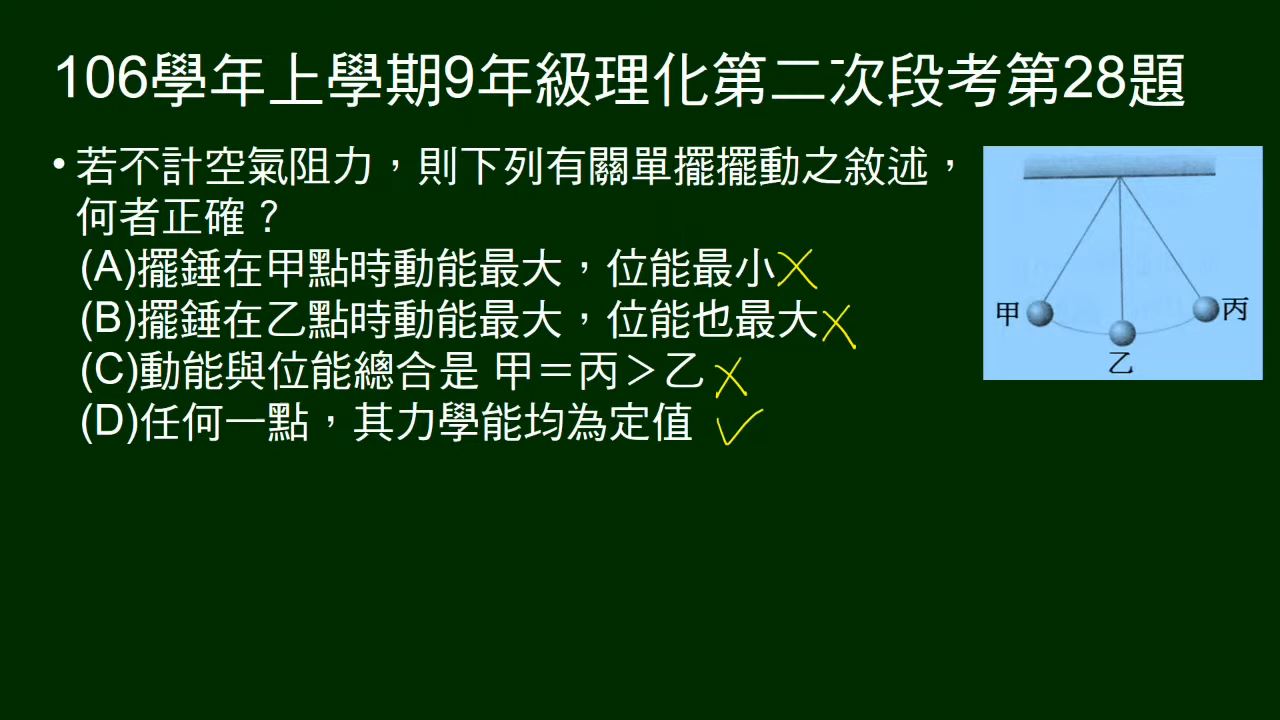 106學年上學期9年級理化第二次段考第28題
• 若不計空氣阻力，則下列有關單擺擺動之敘述，
何者正確？
(A)擺錘在甲點時動能最大，位能最小
(B)擺錘在乙點時動能最大，位能也最大
(C)動能與位能總合是 甲＝丙＞乙
(D)任何一點，其力學能均為定值
甲
乙
丙